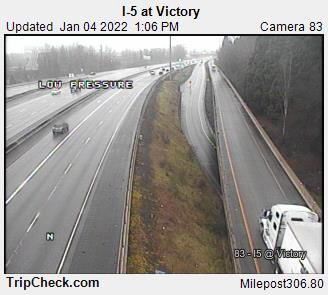 I-5 at Victory
Updated Jan 04 2022 1:06 PM Camera 83
LOW PRESSURE
N
83 - I5 @ Victory
TripCheck.com Milepost306.80